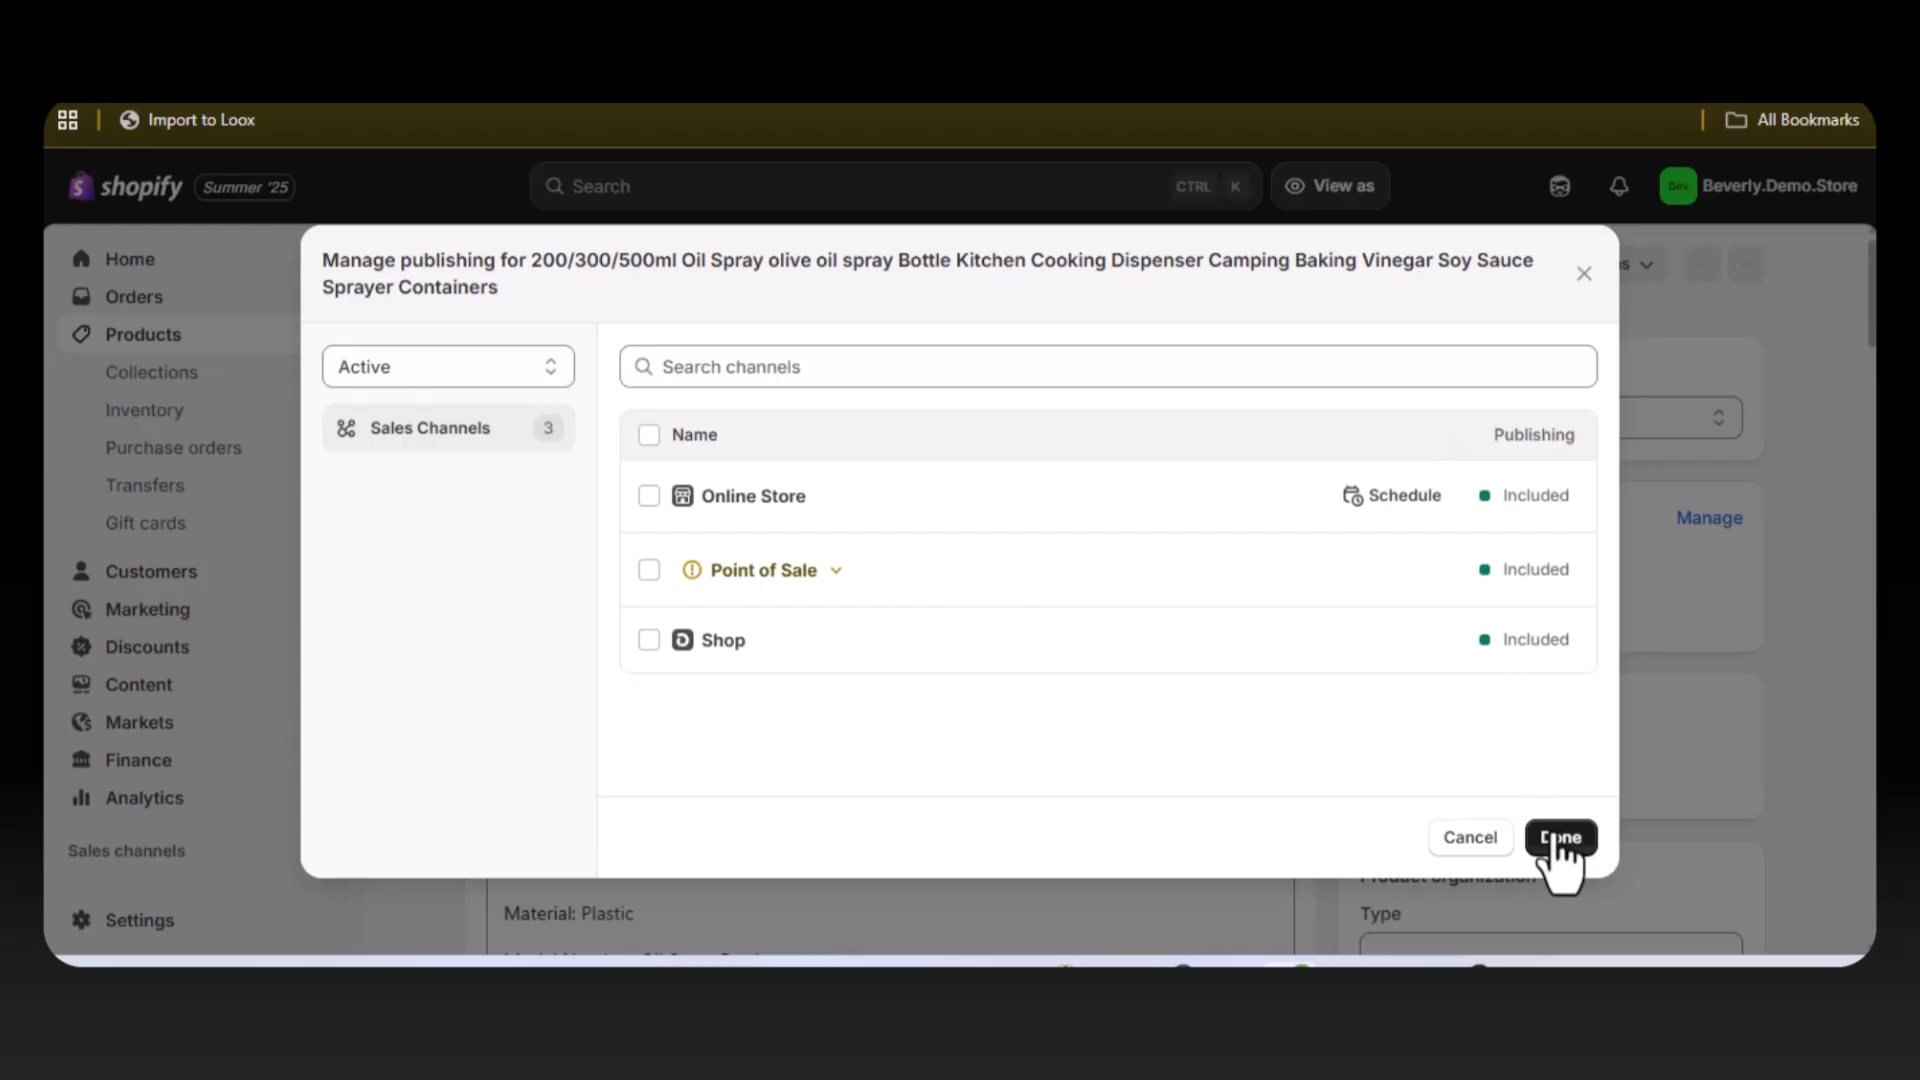 Import to Loox
All Bookmarks
shopify
Summer '25
Search
CTRL K
View as
Bev
Beverly.Demo.Store
Home
Orders
Products
Collections
Inventory
Purchase orders
Transfers
Gift cards
Customers
Marketing
Discounts
Content
Markets
Finance
Analytics
Sales channels
Settings
Manage publishing for 200/300/500ml Oil Spray olive oil spray Bottle Kitchen Cooking Dispenser Camping Baking Vinegar Soy Sauce
Sprayer Containers
Active
Sales Channels 3
Search channels
Name Publishing
Online Store Schedule Included
Point of Sale Included
Shop Included
Cancel Done
Manage
Material: Plastic
Product organization
Type